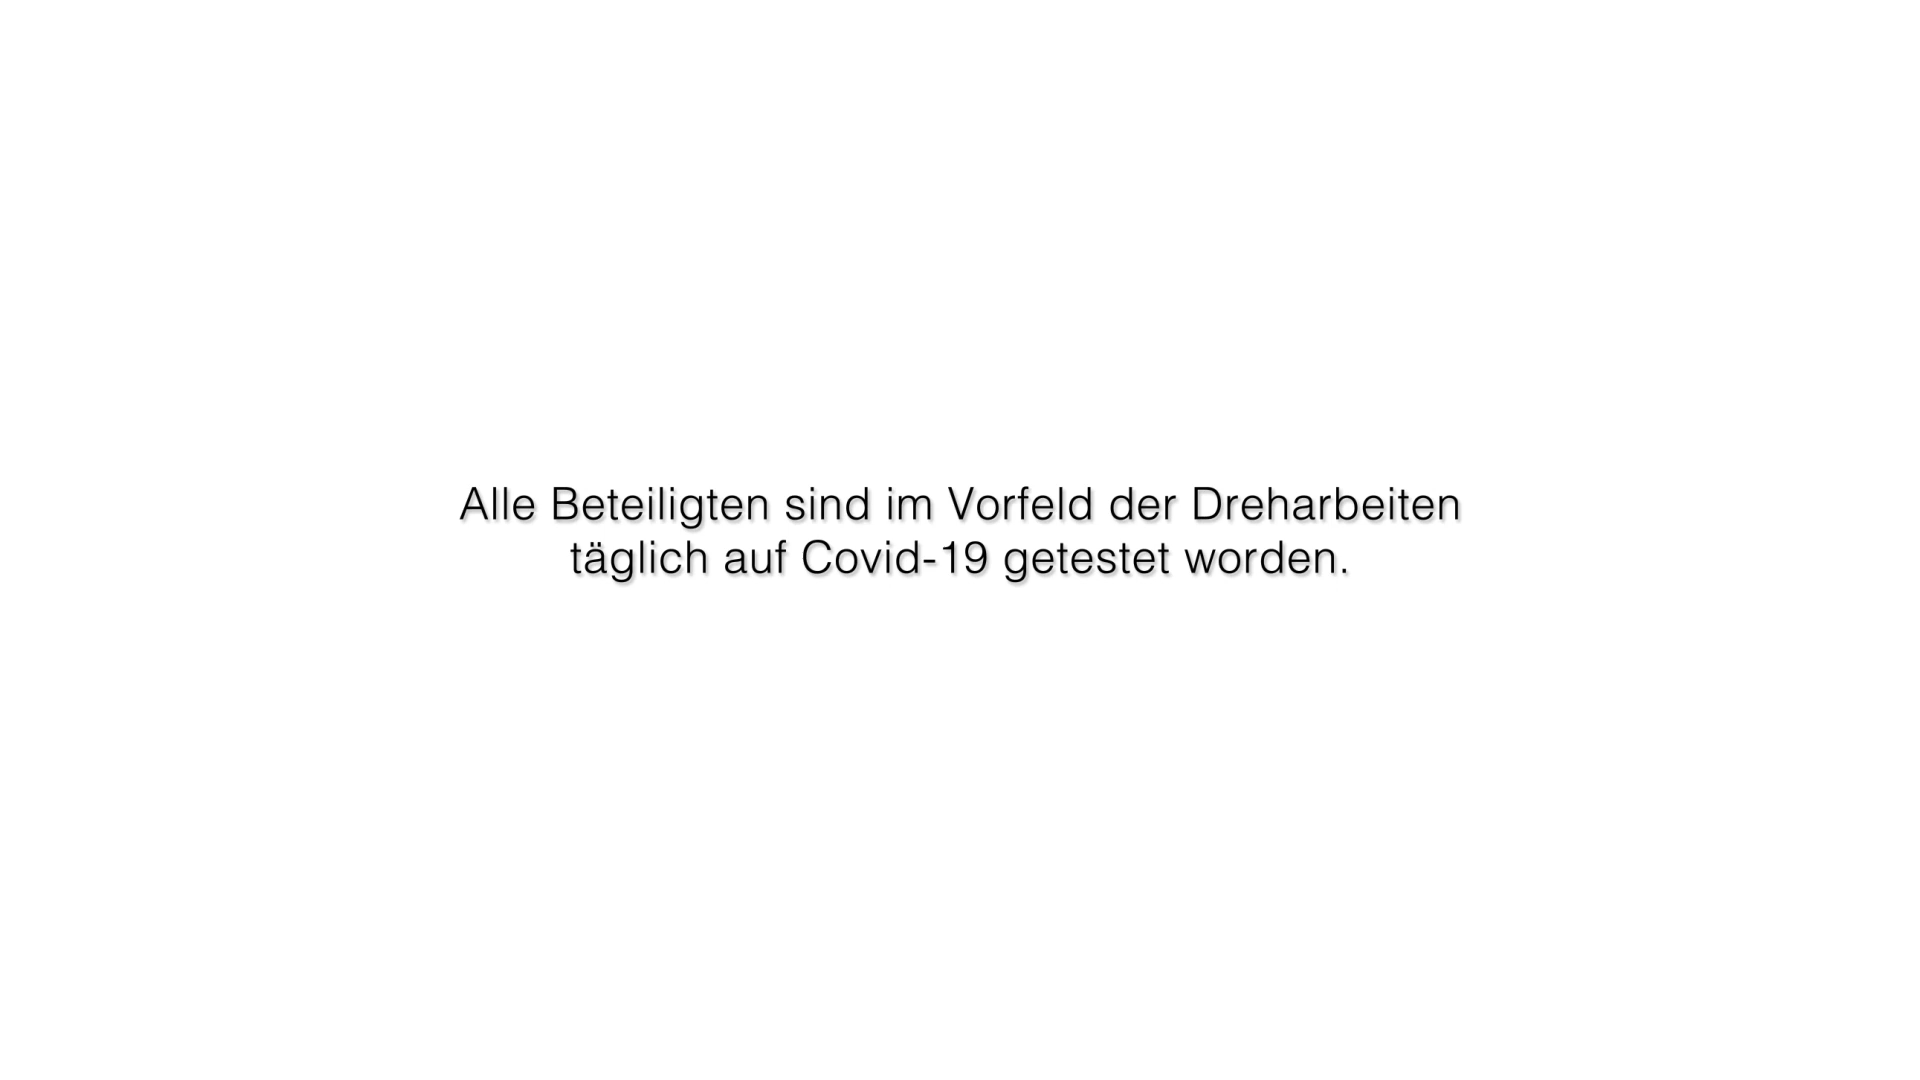 Alle Beteiligten sind im Vorfeld der Dreharbeiten
täglich auf Covid-19 getestet worden.